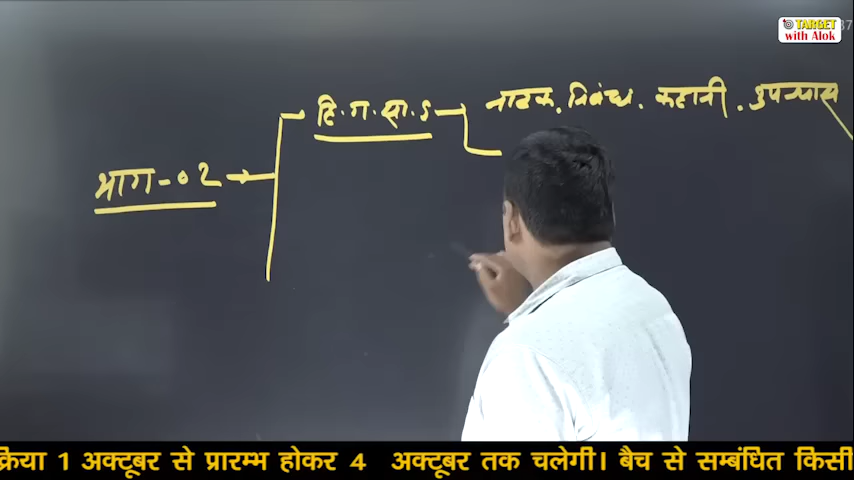 TARGET
with Alok
हि.ग.सा.इ
नाटक. निबंध. कहानी. उपन्यास
भाग-02
क्रिया 1 अक्टूबर से प्रारम्भ होकर 4 अक्टूबर तक चलेगी। बैच से सम्बंधित किसी